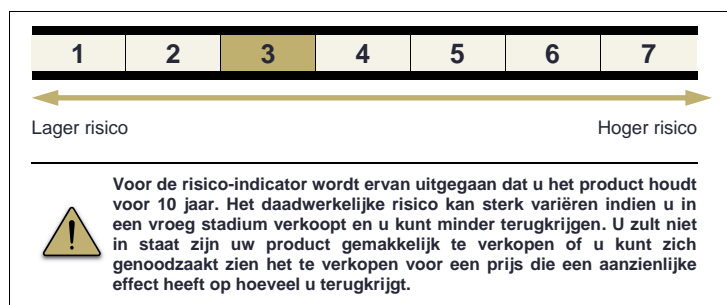 1 2 3 4 5 6 7
Lager risico Hoger risico
Voor de risico-indicator wordt ervan uitgegaan dat u het product houdt
voor 10 jaar. Het daadwerkelijke risico kan sterk variëren indien u in
een vroeg stadium verkoopt en u kunt minder terugkrijgen. U zult niet
in staat zijn uw product gemakkelijk te verkopen of u kunt zich
genoodzaakt zien het te verkopen voor een prijs die een aanzienlijke
effect heeft op hoeveel u terugkrijgt.